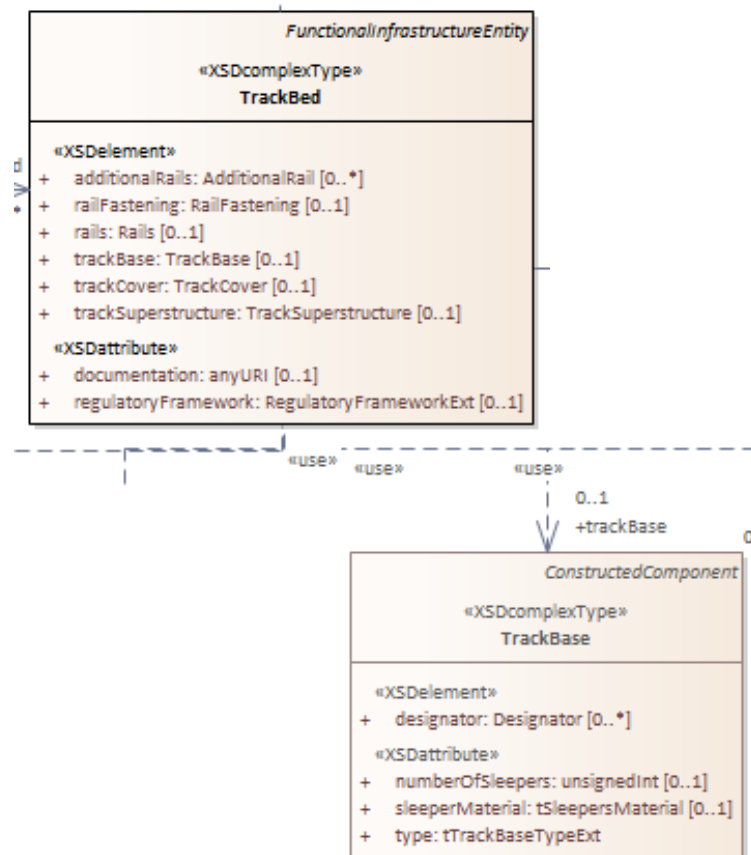 FunctionalInfrastructureEntity
«XSDcomplexType»
TrackBed
«XSDelement»
+ additionalRails: AdditionalRail [0..*]
+ railFastening: RailFastening [0..1]
+ rails: Rails [0..1]
+ trackBase: TrackBase [0..1]
+ trackCover: TrackCover [0..1]
+ trackSuperstructure: TrackSuperstructure [0..1]
«XSDattribute»
+ documentation: anyURI [0..1]
+ regulatoryFramework: RegulatoryFrameworkExt [0..1]
d
*
«use» «use» «use»
0..1
+trackBase
0
ConstructedComponent
«XSDcomplexType»
TrackBase
«XSDelement»
+ designator: Designator [0..*]
«XSDattribute»
+ numberOfSleepers: unsignedInt [0..1]
+ sleeperMaterial: tSleepersMaterial [0..1]
+ type: tTrackBaseTypeExt